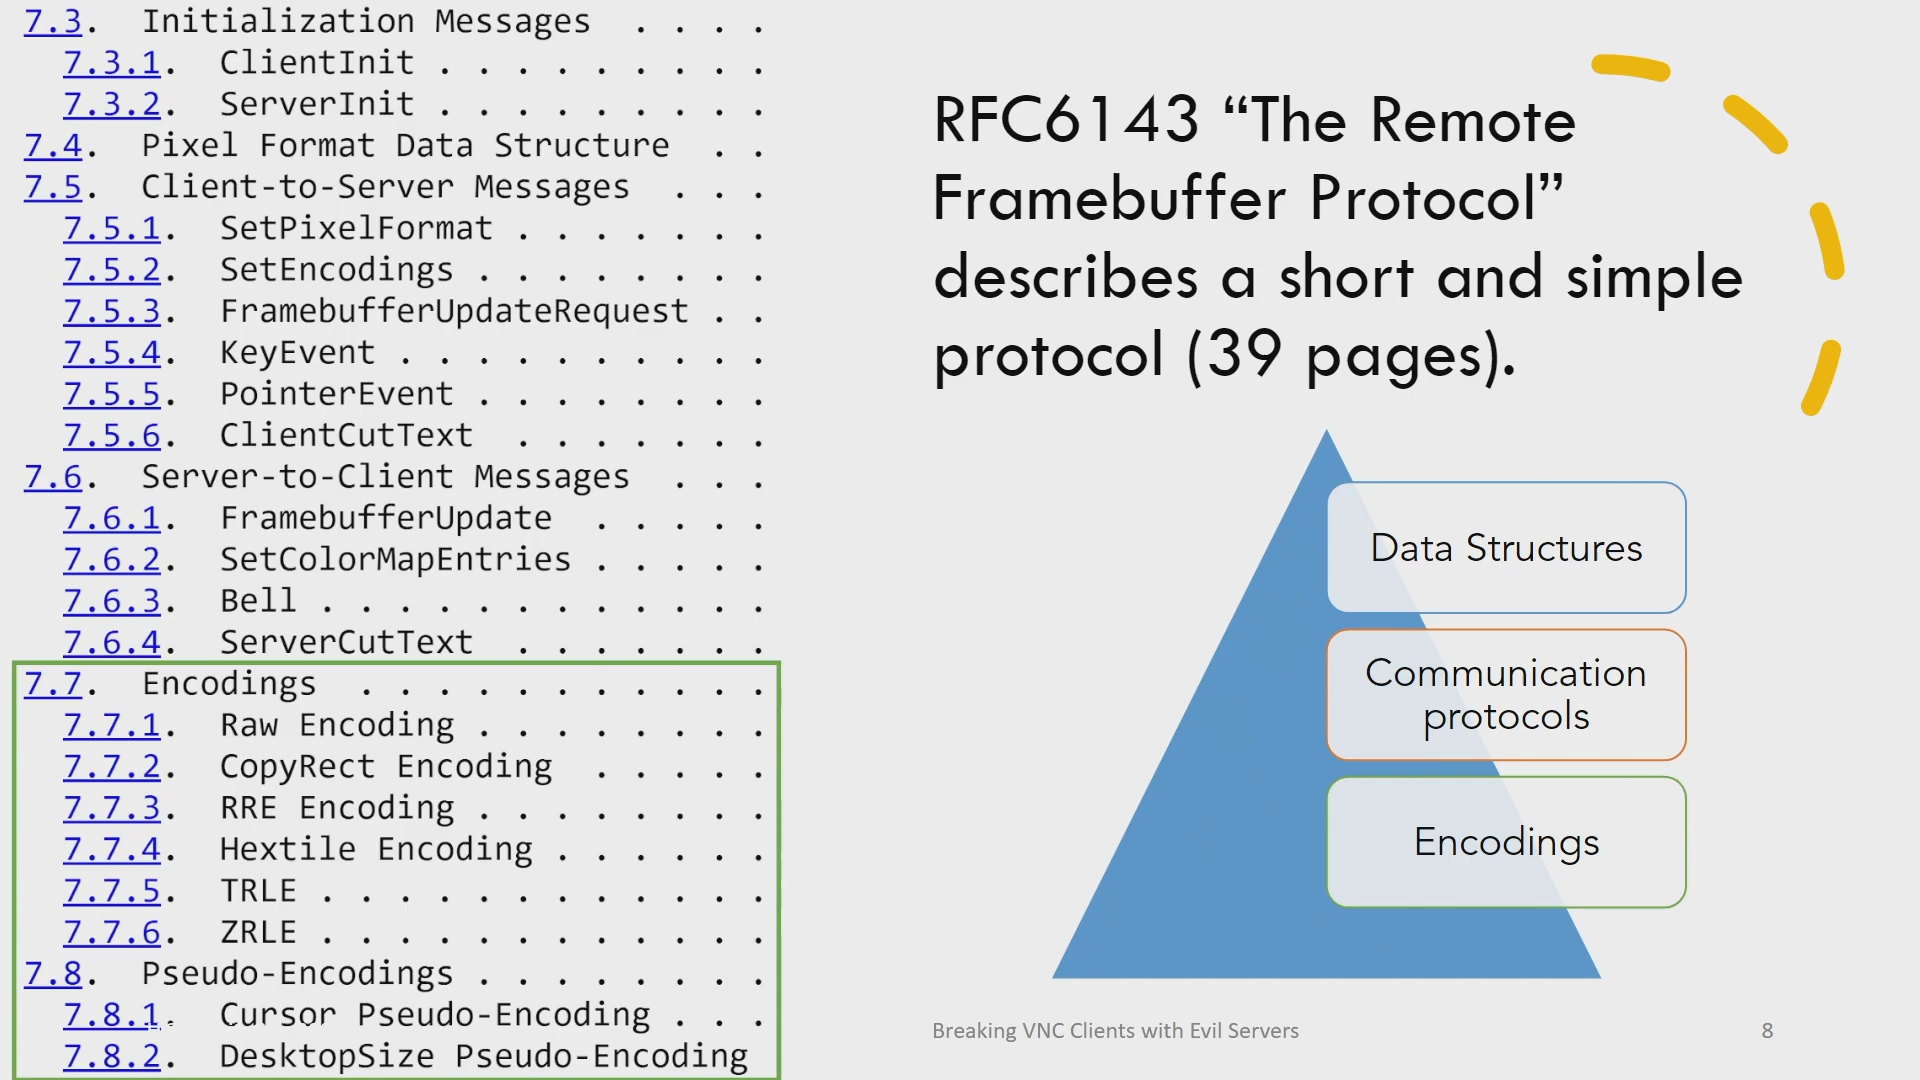 7.3. Initialization Messages . . . .
7.3.1. ClientInit . . . . . . . . .
7.3.2. ServerInit . . . . . . . . .
7.4. Pixel Format Data Structure . .
7.5. Client-to-Server Messages . . .
7.5.1. SetPixelFormat . . . . . . .
7.5.2. SetEncodings . . . . . . . .
7.5.3. FramebufferUpdateRequest . .
7.5.4. KeyEvent . . . . . . . . . .
7.5.5. PointerEvent . . . . . . . .
7.5.6. ClientCutText . . . . . . .
7.6. Server-to-Client Messages . . .
7.6.1. FramebufferUpdate . . . . .
7.6.2. SetColorMapEntries . . . . .
7.6.3. Bell . . . . . . . . . . . .
7.6.4. ServerCutText . . . . . . .
7.7. Encodings . . . . . . . . . . .
7.7.1. Raw Encoding . . . . . . . .
7.7.2. CopyRect Encoding . . . . .
7.7.3. RRE Encoding . . . . . . . .
7.7.4. Hextile Encoding . . . . . .
7.7.5. TRLE . . . . . . . . . . . .
7.7.6. ZRLE . . . . . . . . . . . .
7.8. Pseudo-Encodings . . . . . . . .
7.8.1. Cursor Pseudo-Encoding . . .
7.8.2. DesktopSize Pseudo-Encoding
RFC6143 “The Remote
Framebuffer Protocol”
describes a short and simple
protocol (39 pages).
Data Structures
Communication
protocols
Encodings
Breaking VNC Clients with Evil Servers
8